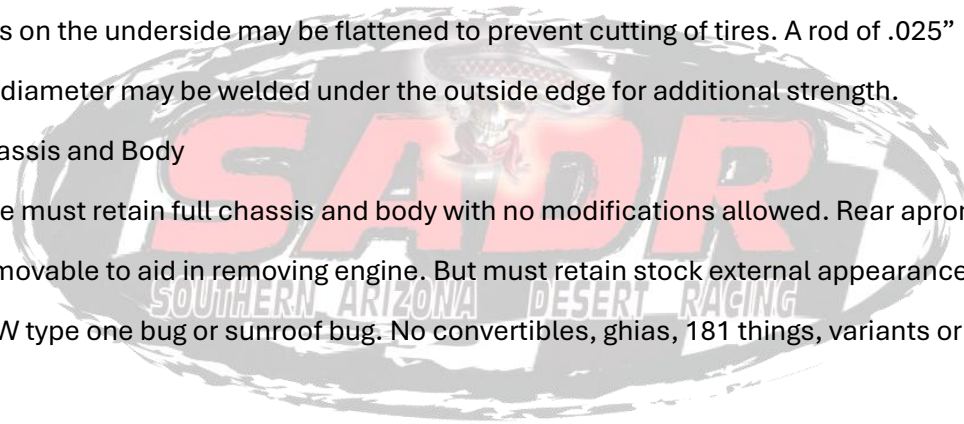 s on the underside may be flattened to prevent cutting of tires. A rod of .025”
diameter may be welded under the outside edge for additional strength.
assis and Body
e must retain full chassis and body with no modifications allowed. Rear apron
movable to aid in removing engine. But must retain stock external appearance
W type one bug or sunroof bug. No convertibles, ghias, 181 things, variants or
SADR
SOUTHERN ARIZONA DESERT RACING